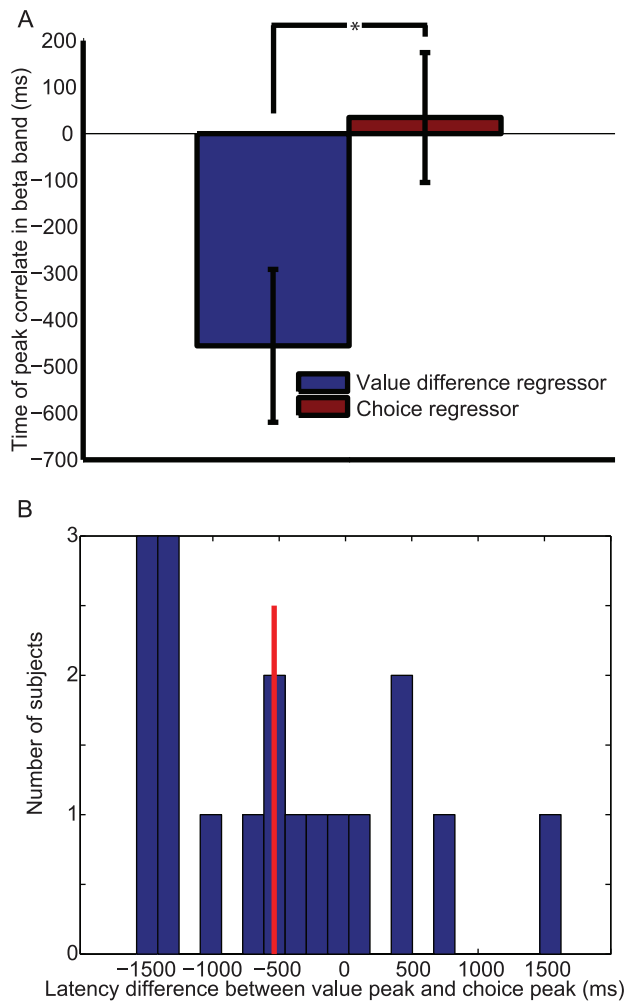 A
*
200
100
0
−100
−200
−300
−400
−500
−600
−700
Time of peak correlate in beta band (ms)
Value difference regressor
Choice regressor
B
3
2
1
0
Number of subjects
−1500 −1000 −500 0 500 1000 1500
Latency difference between value peak and choice peak (ms)